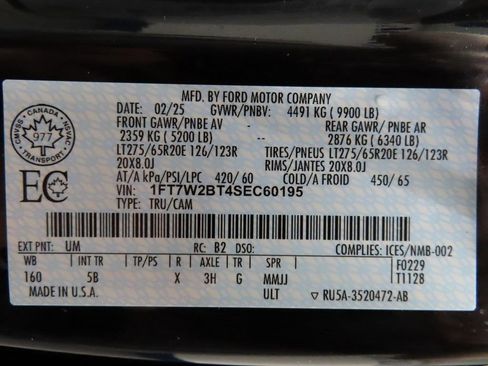 MFD. BY FORD MOTOR COMPANY
DATE: 02/25 GVWR/PNBV: 4491 KG ( 9900 LB)
FRONT GAWR/PNBE AV REAR GAWR / PNBE AR
2359 KG ( 5200 LB) -- 2876 KG ( 6340 LB)
LT275/65R20E 126/123R TIRES/PNEUS LT275/65R20E 126/123R
20X8.0J RIMS/JANTES 20X8.0J
AT/A kPa/PSI/LPC 420/ 60 COLD/A FROID 450/ 65
VIN: 1FT7W2BT4SEC60195
TYPE: TRU/CAM
CANADA
CMVSS
NSVAC
977
TRANSPORT
EC
EXT PNT: UM RC: B2 DSO: COMPLIES: ICES/NMB-002
WB INT TR TP/PS R AXLE TR SPR F0229
160 5B X 3H G MMJJ T1128
MADE IN U.S.A. ULT ▽ RU5A-3520472-AB